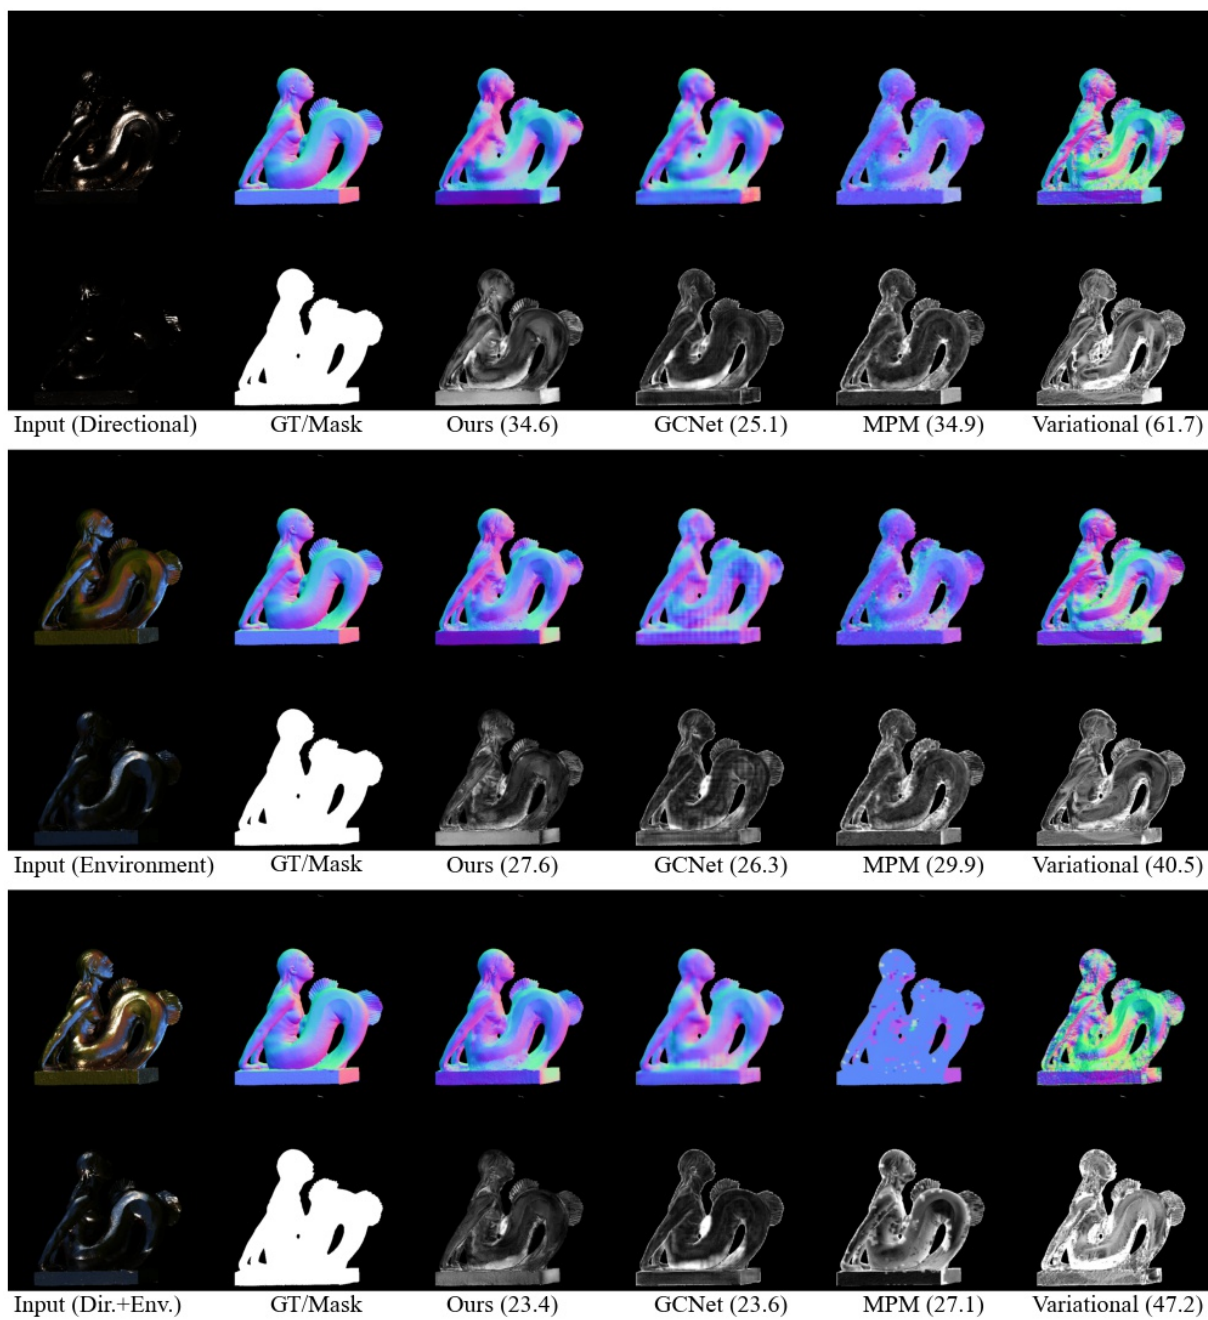 Input (Directional) GT/Mask Ours (34.6) GCNet (25.1) MPM (34.9) Variational (61.7)
Input (Environment) GT/Mask Ours (27.6) GCNet (26.3) MPM (29.9) Variational (40.5)
Input (Dir.+Env.) GT/Mask Ours (23.4) GCNet (23.6) MPM (27.1) Variational (47.2)